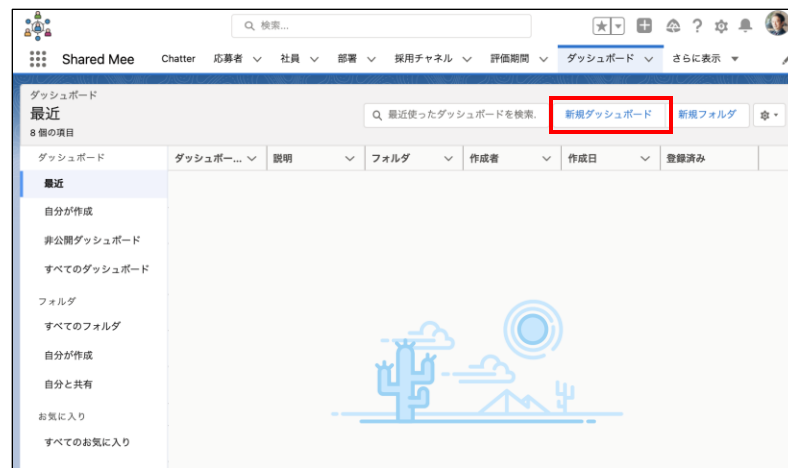 検索...
Shared Mee
Chatter 応募者 社員 部署 採用チャネル 評価期間 ダッシュボード さらに表示
ダッシュボード
最近
8 個の項目
最近使ったダッシュボードを検索.
新規ダッシュボード
新規フォルダ
ダッシュボード
最近
自分が作成
非公開ダッシュボード
すべてのダッシュボード
フォルダ
すべてのフォルダ
自分が作成
自分と共有
お気に入り
すべてのお気に入り
ダッシュボー... 説明 フォルダ 作成者 作成日 登録済み